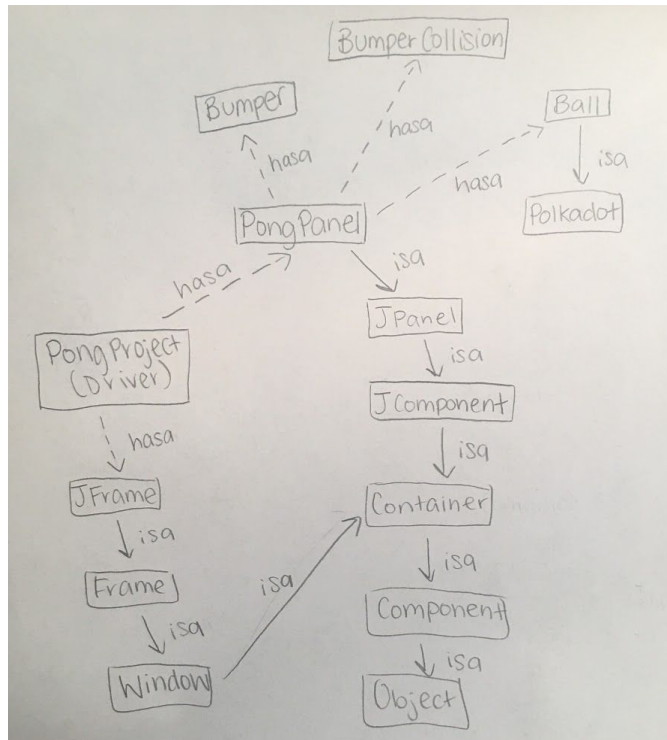 BumperCollision
Bumper
Ball
hasa
hasa
hasa
isa
Polkadot
PongPanel
hasa
isa
JPanel
PongProject
(Driver)
isa
JComponent
hasa
isa
JFrame
Container
isa
isa
Frame
isa
Component
isa
isa
Window
Object